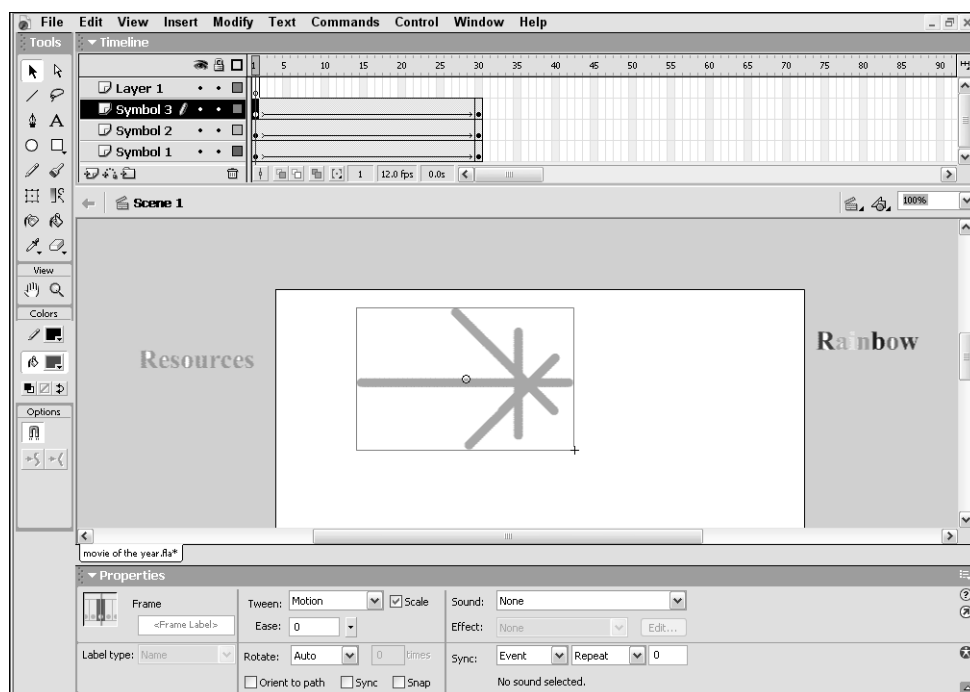 File Edit View Insert Modify Text Commands Control Window Help
Tools
Timeline
1 5 10 15 20 25 30 35 40 45 50 55 60 65 70 75 80 85 90
Layer 1
Symbol 3
Symbol 2
Symbol 1
1 12.0 fps 0.0s
Scene 1 100%
View
Colors
Options
Resources
Rainbow
movie of the year.fla*
Properties
Frame Tween: Motion Scale Sound: None
<Frame Label> Ease: 0 Effect: None Edit...
Label type: Name Rotate: Auto 0 times Sync: Event Repeat 0
Orient to path Sync Snap No sound selected.